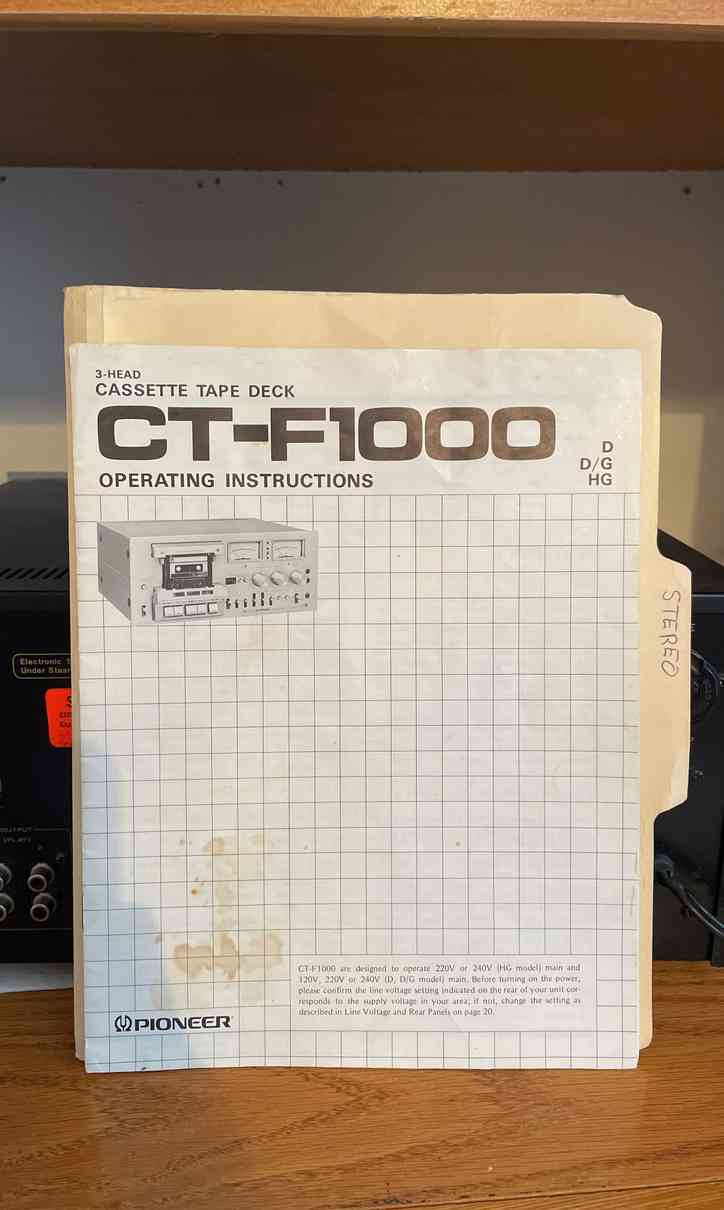 3-HEAD
CASSETTE TAPE DECK
CT-F1000
OPERATING INSTRUCTIONS
D
D/G
HG
STEREO
Electronic
Under
OUTPUT
(PLAY)
CT-F1000 are designed to operate 220V or 240V (HG model) main and
120V, 220V or 240V (D, D/G model) main. Before turning on the power,
please confirm the line voltage setting indicated on the rear of your unit cor-
responds to the supply voltage in your area; if not, change the setting as
described in Line Voltage and Rear Panels on page 20.
PIONEER